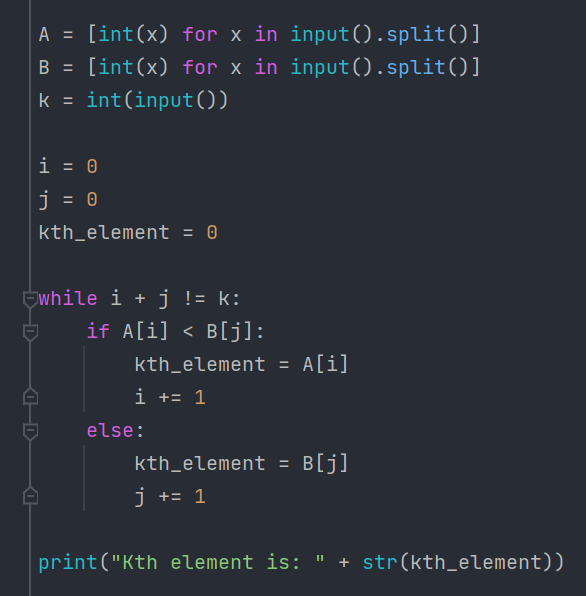 A = [int(x) for x in input().split()]
B = [int(x) for x in input().split()]
k = int(input())
i = 0
j = 0
kth_element = 0
while i + j != k:
if A[i] < B[j]:
kth_element = A[i]
i += 1
else:
kth_element = B[j]
j += 1
print("Kth element is: " + str(kth_element))